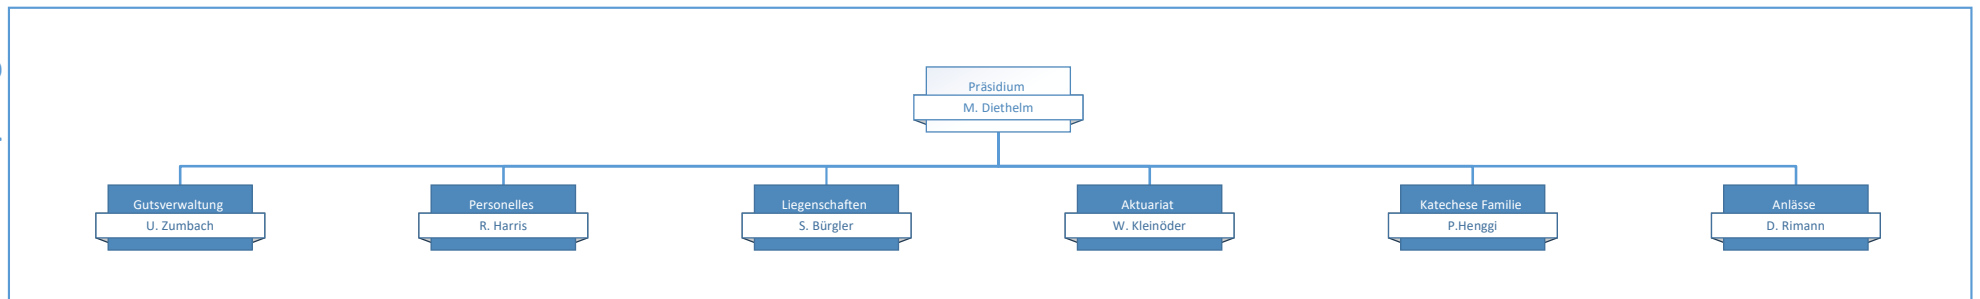 Präsidium
M. Diethelm
Gutsverwaltung
U. Zumbach
Personelles
R. Harris
Liegenschaften
S. Bürgler
Aktuariat
W. Kleinöder
Katechese Familie
P.Henggi
Anlässe
D. Rimann